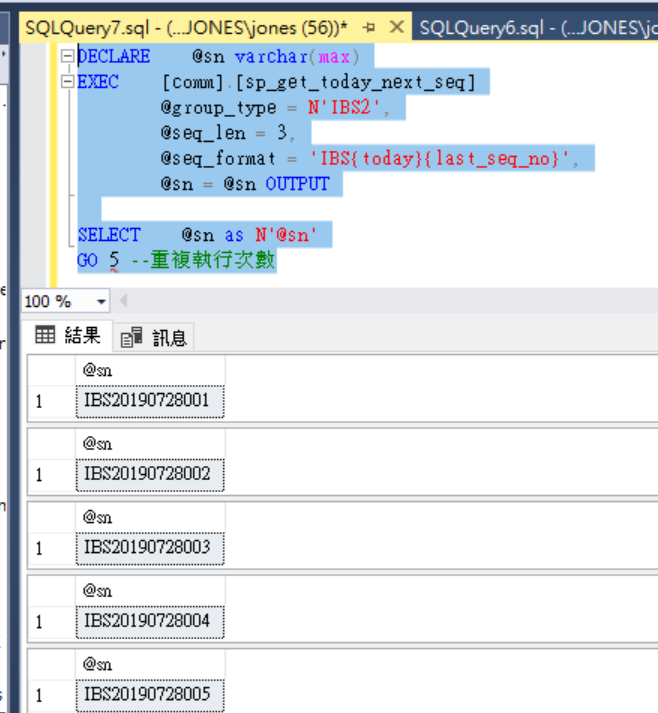 SQLQuery7.sql - (...JONES\jones (56))* SQLQuery6.sql - (...JONES\jo
DECLARE @sn varchar(max)
EXEC [comm].[sp_get_today_next_seq]
@group_type = N'IBS2',
@seq_len = 3,
@seq_format = 'IBS{today}{last_seq_no}',
@sn = @sn OUTPUT
SELECT @sn as N'@sn'
GO 5 --重複執行次數
100 %
結果 訊息
@sn
1 IBS20190728001
@sn
1 IBS20190728002
@sn
1 IBS20190728003
@sn
1 IBS20190728004
@sn
1 IBS20190728005